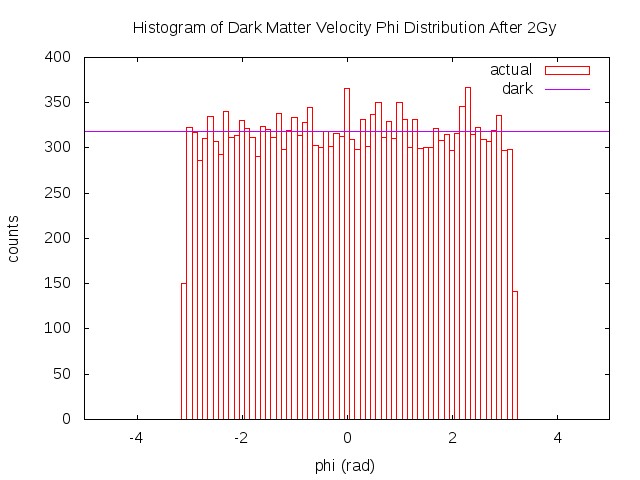 Histogram of Dark Matter Velocity Phi Distribution After 2Gy
400
350
300
250
200
150
100
50
0
counts
actual
dark
-4
-2
0
2
4
phi (rad)